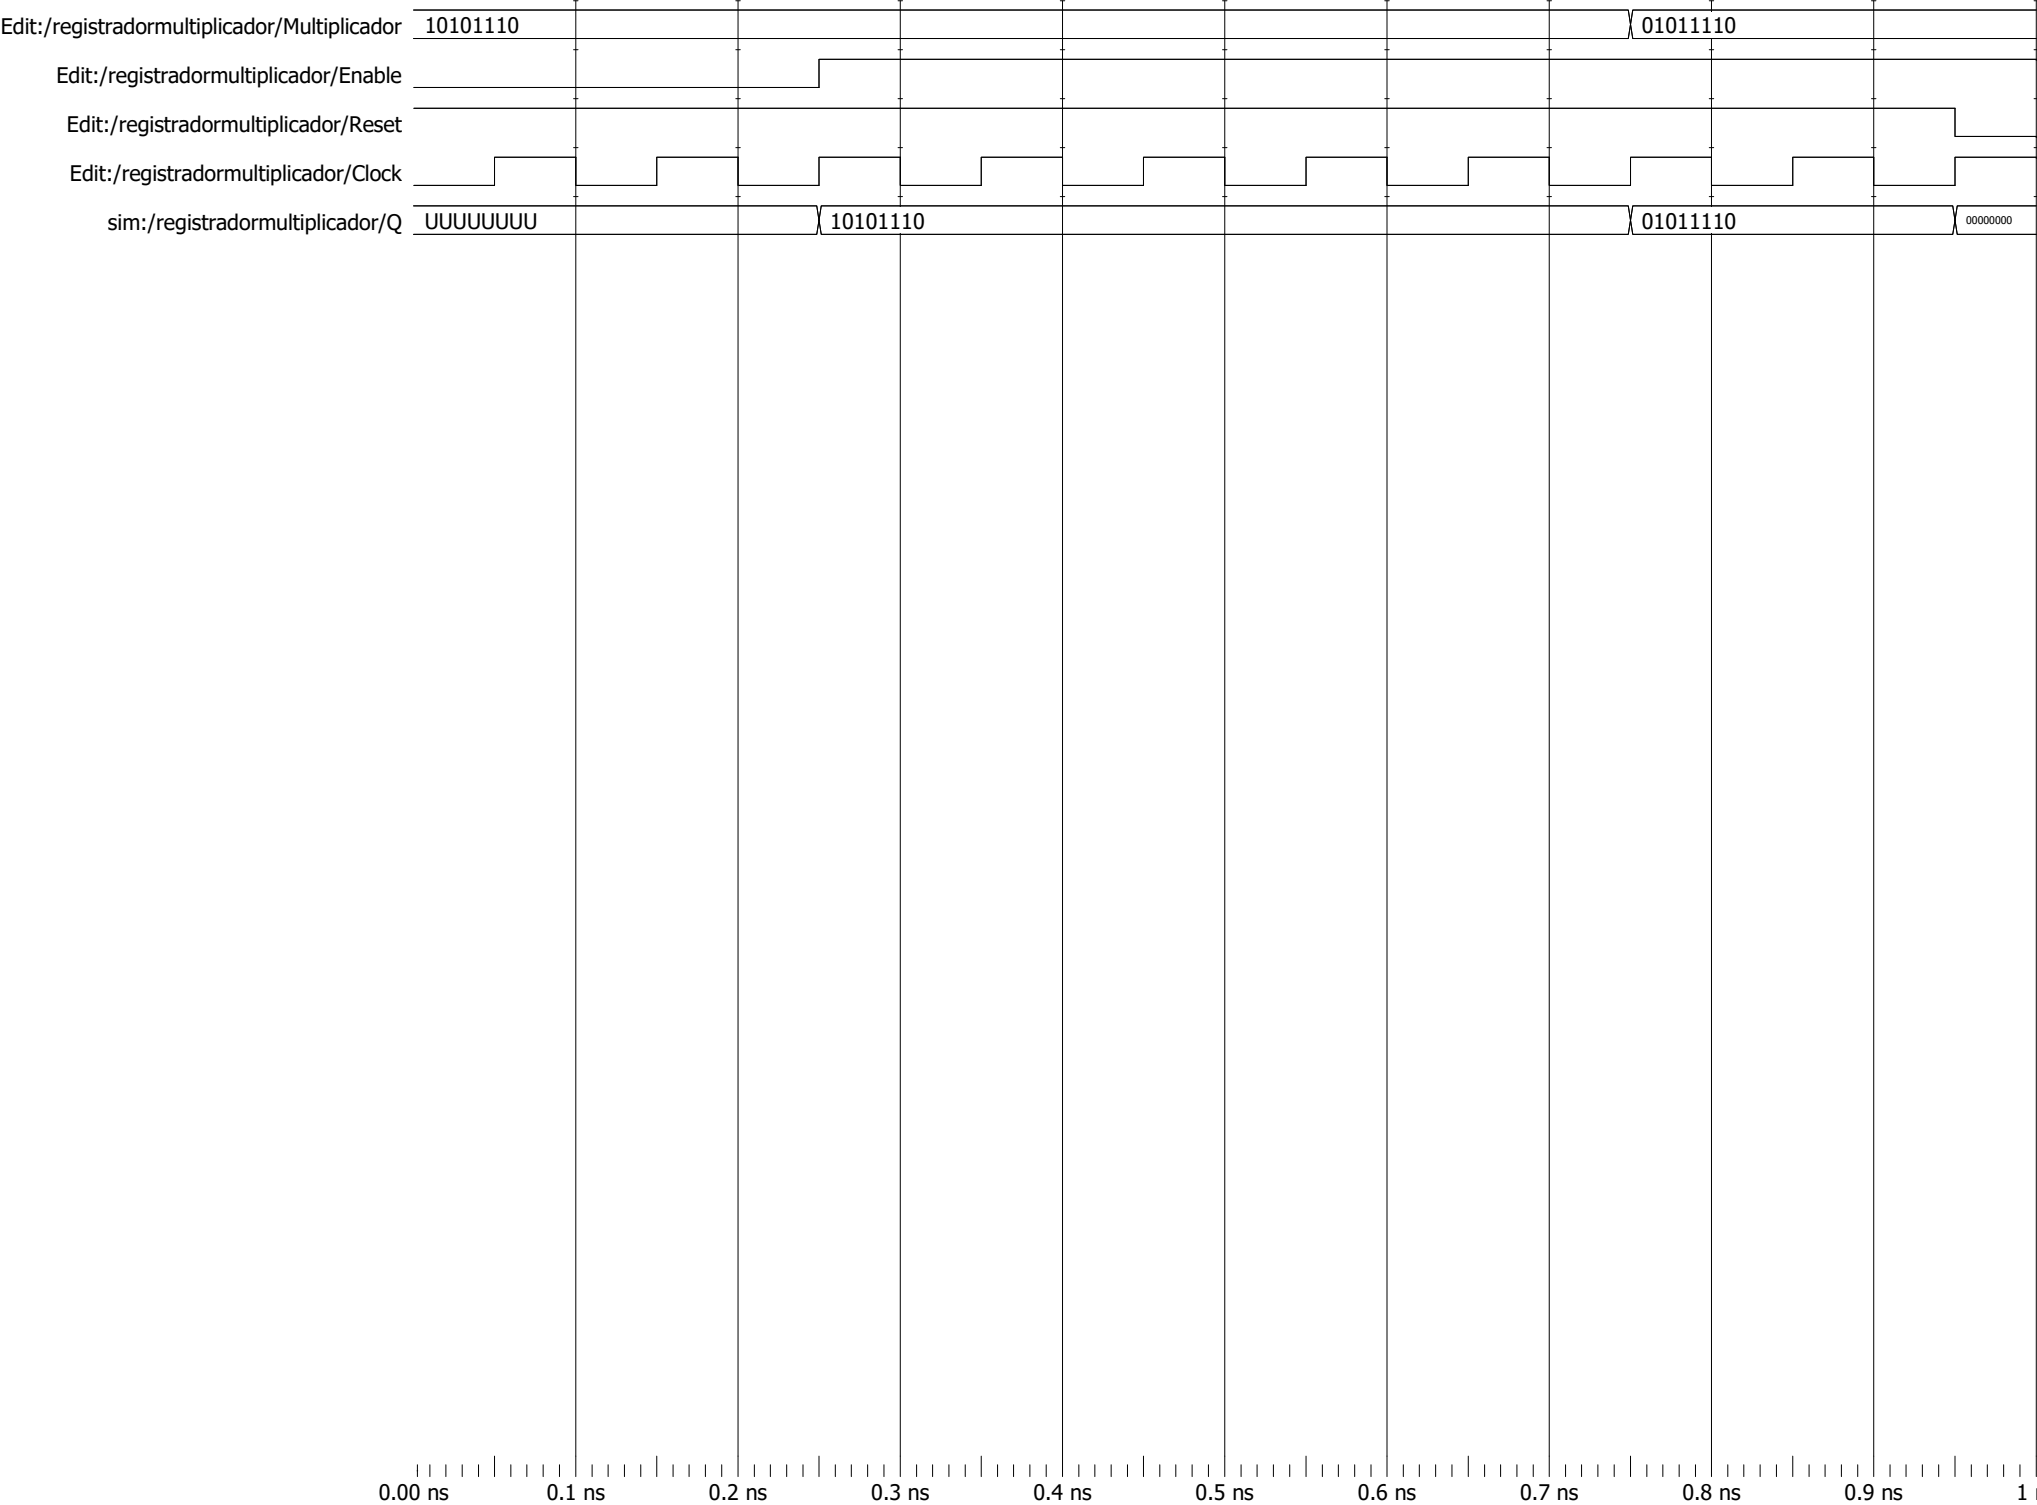 Edit:/registradormultiplicador/Multiplicador 10101110 01011110
Edit:/registradormultiplicador/Enable
Edit:/registradormultiplicador/Reset
Edit:/registradormultiplicador/Clock
sim:/registradormultiplicador/Q UUUUUUUU 10101110 01011110 00000000
0.00 ns 0.1 ns 0.2 ns 0.3 ns 0.4 ns 0.5 ns 0.6 ns 0.7 ns 0.8 ns 0.9 ns 1